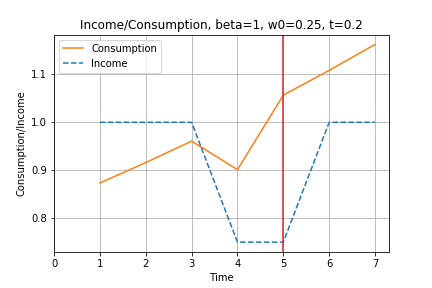 Income/Consumption, beta=1, w0=0.25, t=0.2
Consumption
Income
Consumption/Income
1.1
1.0
0.9
0.8
0 1 2 3 4 5 6 7
Time